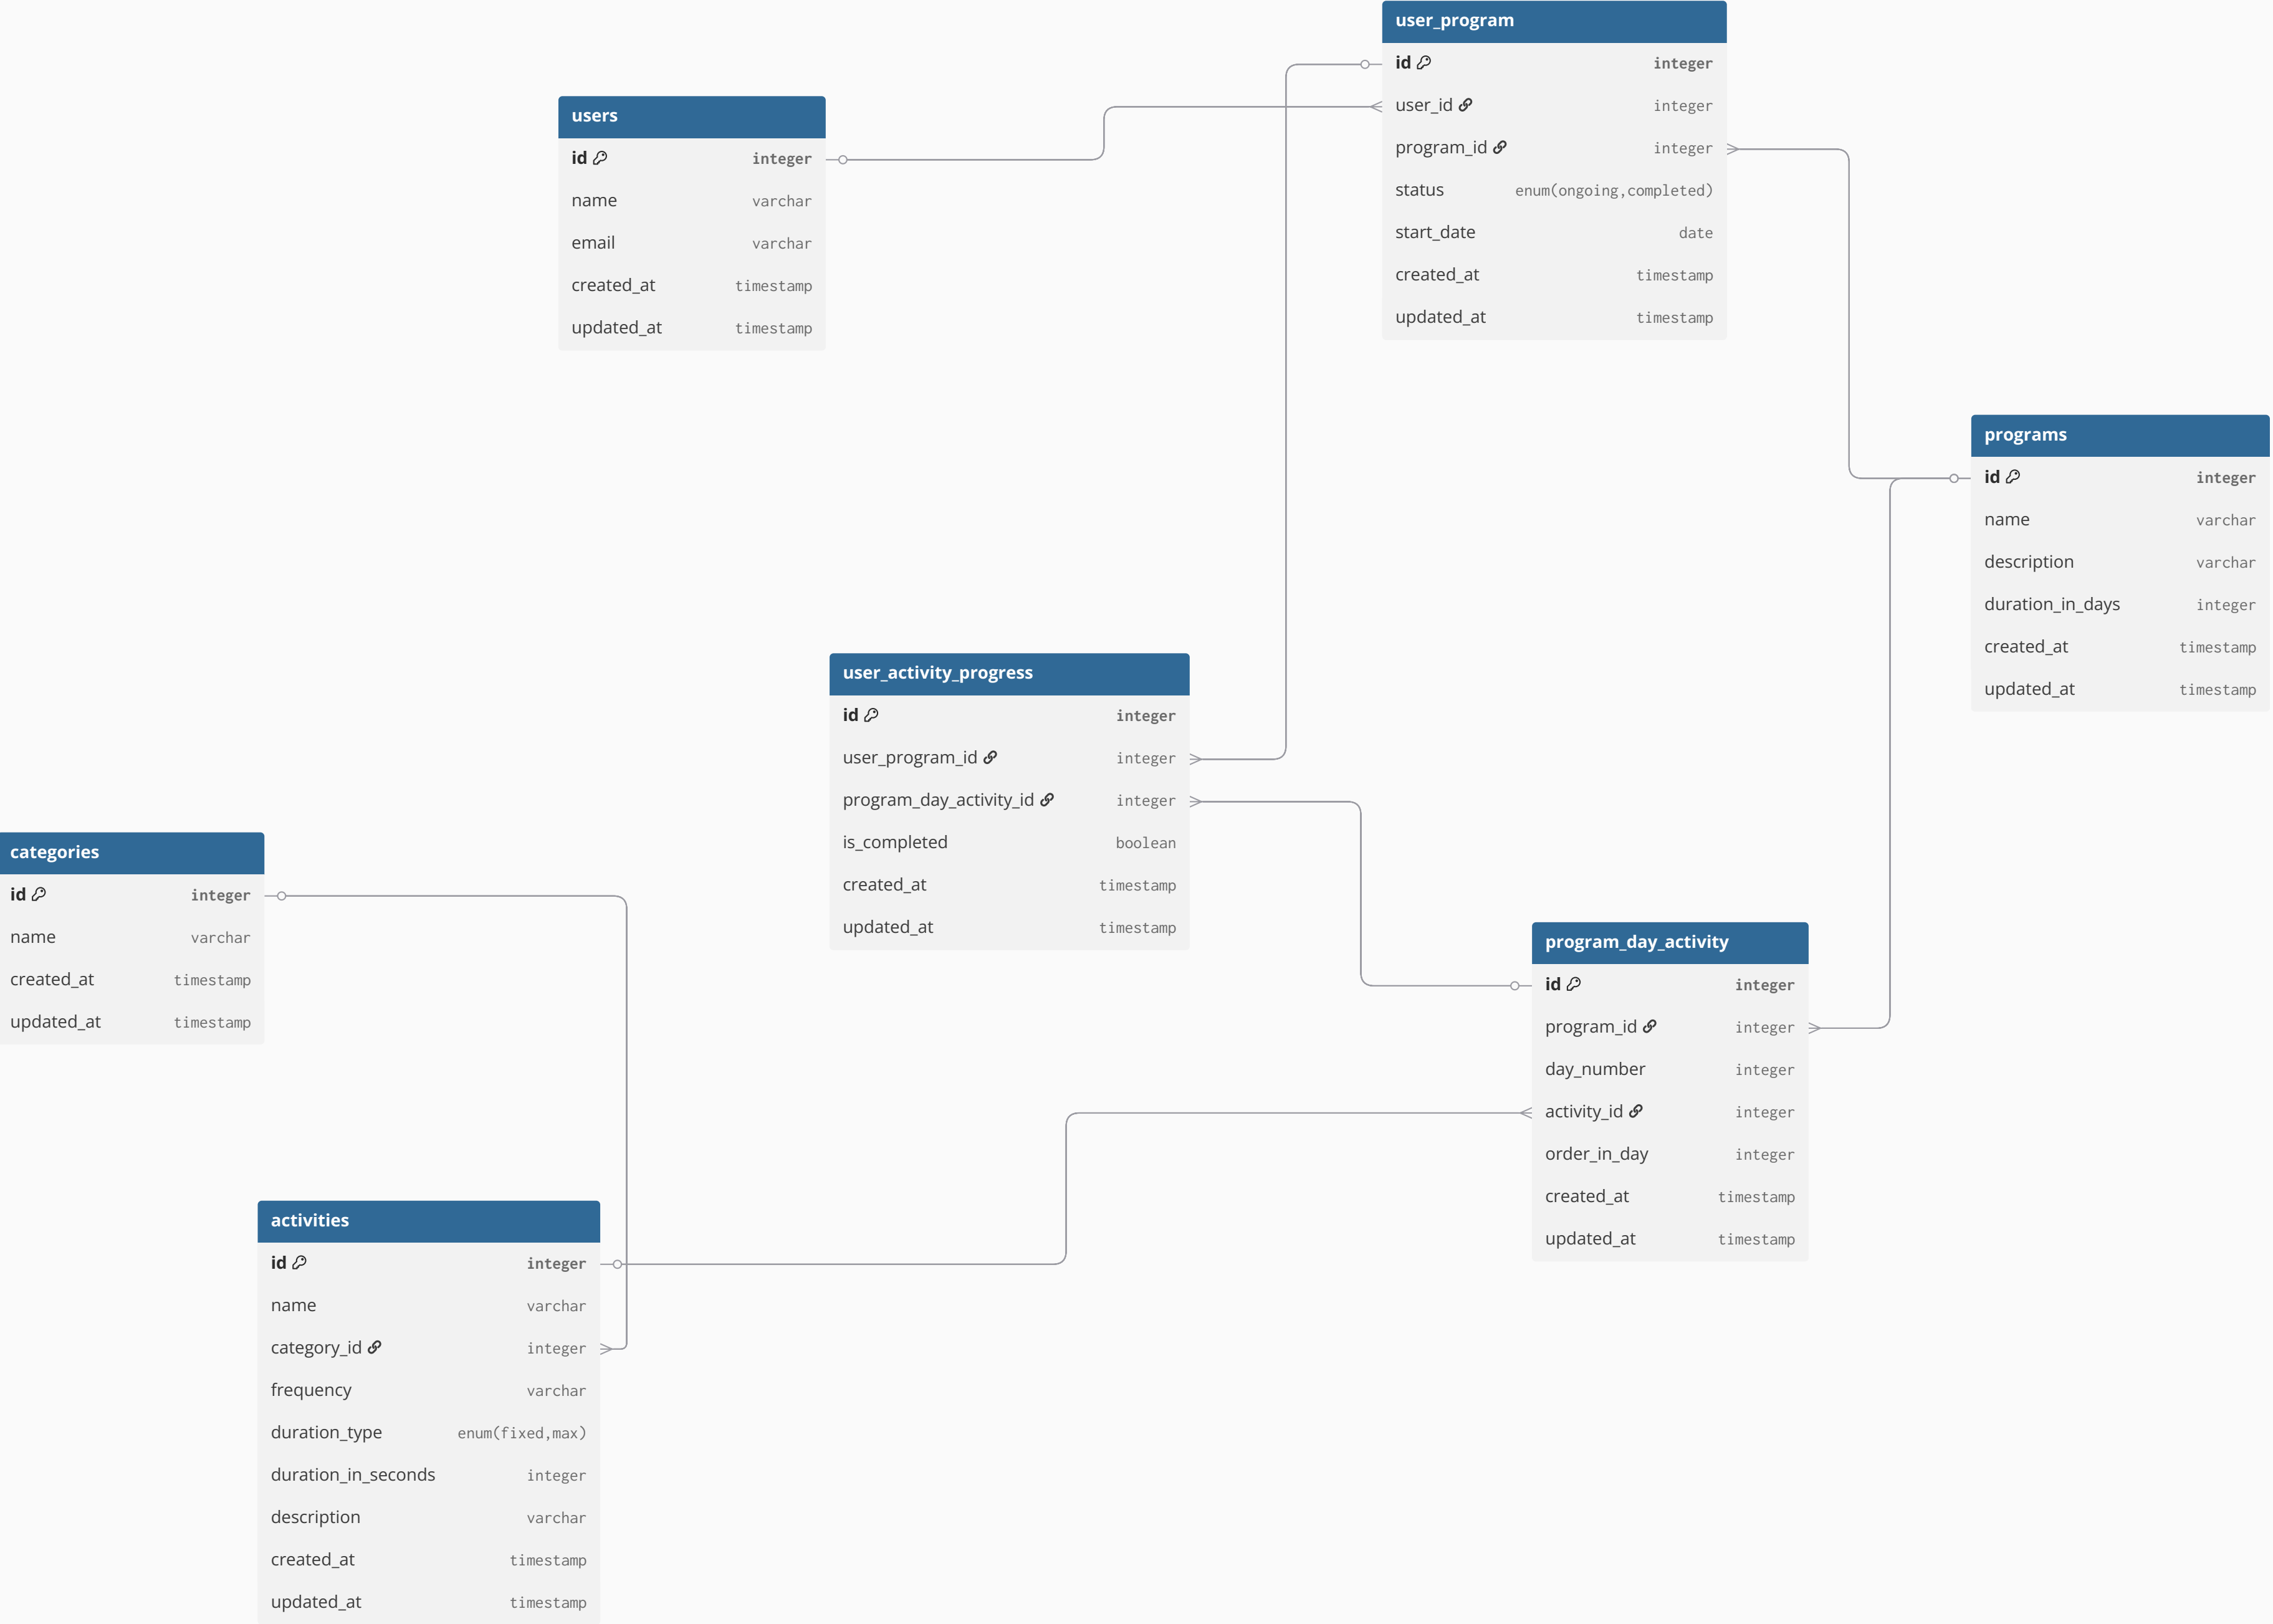 user_program
id integer
user_id integer
program_id integer
status enum(ongoing,completed)
start_date date
created_at timestamp
updated_at timestamp
users
id integer
name varchar
email varchar
created_at timestamp
updated_at timestamp
programs
id integer
name varchar
description varchar
duration_in_days integer
created_at timestamp
updated_at timestamp
user_activity_progress
id integer
user_program_id integer
program_day_activity_id integer
is_completed boolean
created_at timestamp
updated_at timestamp
categories
id integer
name varchar
created_at timestamp
updated_at timestamp
program_day_activity
id integer
program_id integer
day_number integer
activity_id integer
order_in_day integer
created_at timestamp
updated_at timestamp
activities
id integer
name varchar
category_id integer
frequency varchar
duration_type enum(fixed,max)
duration_in_seconds integer
description varchar
created_at timestamp
updated_at timestamp